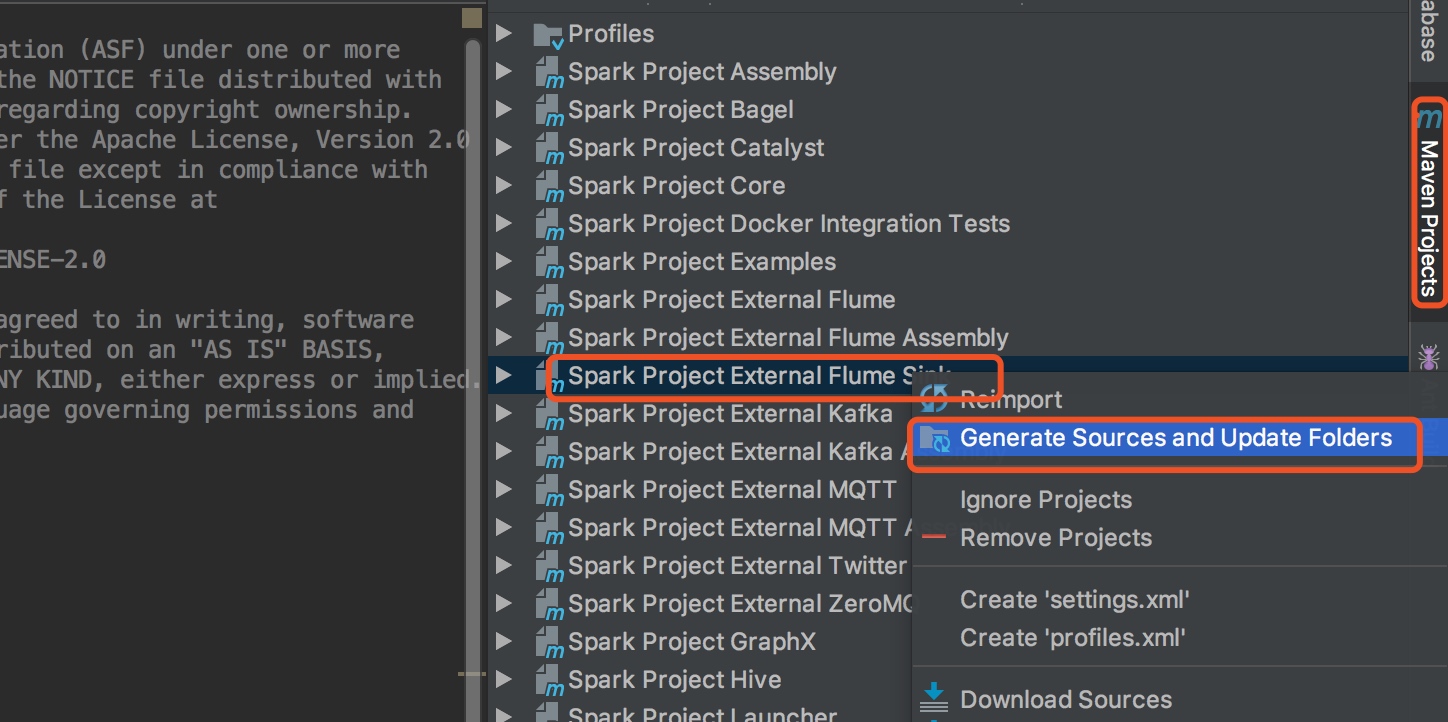 ation (ASF) under one or more
the NOTICE file distributed with
regarding copyright ownership.
er the Apache License, Version 2.0
file except in compliance with
f the License at
ENSE-2.0
agreed to in writing, software
ributed on an "AS IS" BASIS,
NY KIND, either express or implied.
uage governing permissions and
Profiles
Spark Project Assembly
Spark Project Bagel
Spark Project Catalyst
Spark Project Core
Spark Project Docker Integration Tests
Spark Project Examples
Spark Project External Flume
Spark Project External Flume Assembly
Spark Project External Flume Sink
Spark Project External Kafka
Spark Project External Kafka A
Spark Project External MQTT
Spark Project External MQTT A
Spark Project External Twitter
Spark Project External ZeroMQ
Spark Project GraphX
Spark Project Hive
Spark Project Launcher
Reimport
Generate Sources and Update Folders
Ignore Projects
Remove Projects
Create 'settings.xml'
Create 'profiles.xml'
Download Sources
abase
Maven Projects